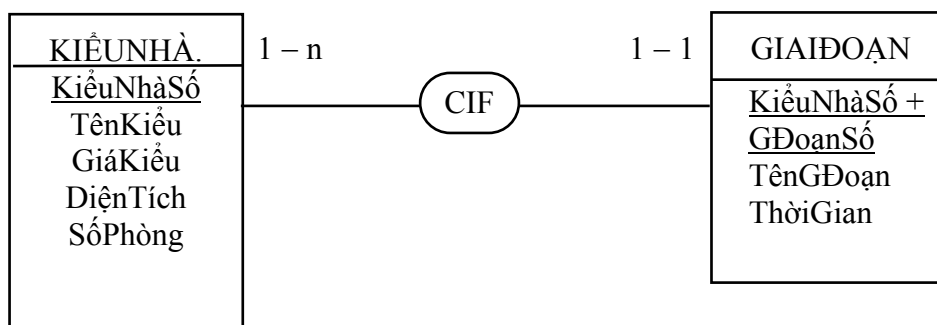 KIỂUNHÀ.
KiểuNhàSố
TênKiểu
GiáKiểu
DiệnTích
SốPhòng
1 – n
CIF
1 – 1
GIAIĐOẠN
KiểuNhàSố +
GĐoạnSố
TênGĐoạn
ThờiGian